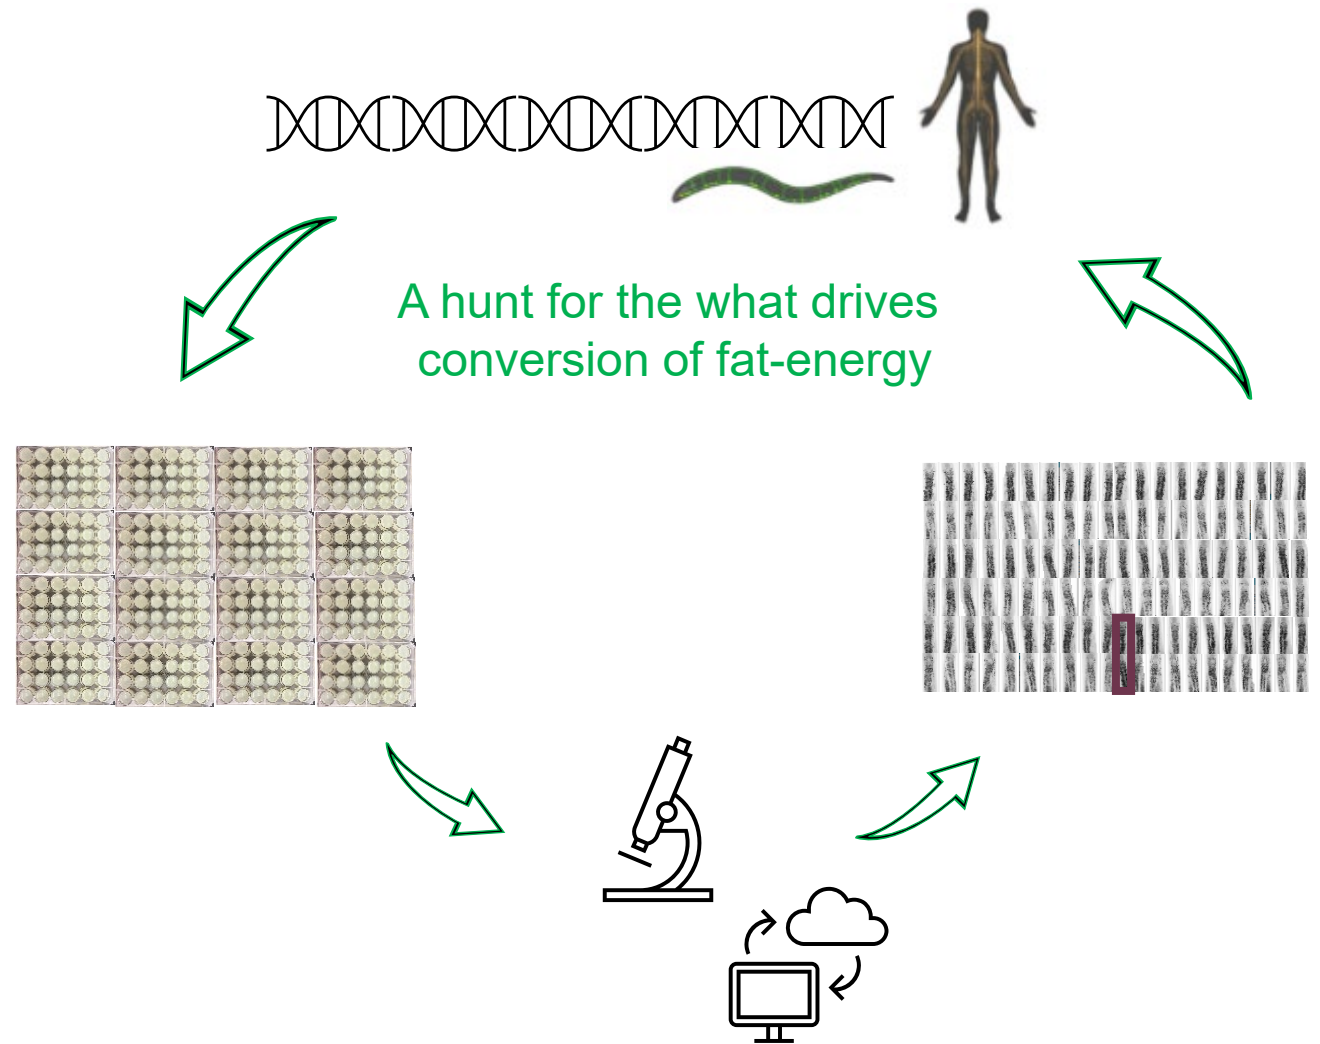 A hunt for the what drives
conversion of fat-energy